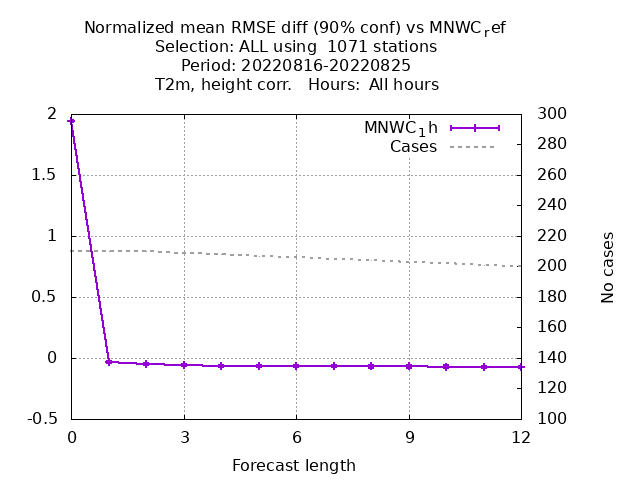 Normalized mean RMSE diff (90% conf) vs MNWC_ref
Selection: ALL using  1071 stations
Period: 20220816-20220825
T2m, height corr.   Hours:  All hours
MNWC_1h
Cases
2
1.5
1
0.5
0
-0.5
300
280
260
240
220
200
180
160
140
120
100
No cases
0
3
6
9
12
Forecast length